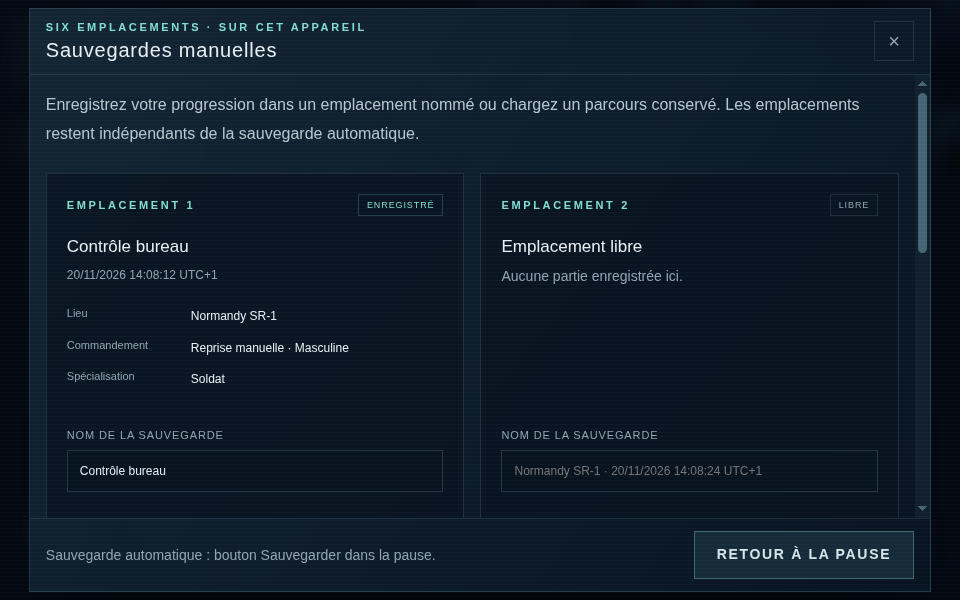 SIX EMPLACEMENTS · SUR CET APPAREIL
Sauvegardes manuelles
×
Enregistrez votre progression dans un emplacement nommé ou chargez un parcours conservé. Les emplacements
restent indépendants de la sauvegarde automatique.
EMPLACEMENT 1
ENREGISTRÉ
Contrôle bureau
20/11/2026 14:08:12 UTC+1
Lieu
Normandy SR-1
Commandement
Reprise manuelle · Masculine
Spécialisation
Soldat
NOM DE LA SAUVEGARDE
Contrôle bureau
EMPLACEMENT 2
LIBRE
Emplacement libre
Aucune partie enregistrée ici.
NOM DE LA SAUVEGARDE
Normandy SR-1 · 20/11/2026 14:08:24 UTC+1
Sauvegarde automatique : bouton Sauvegarder dans la pause.
RETOUR À LA PAUSE